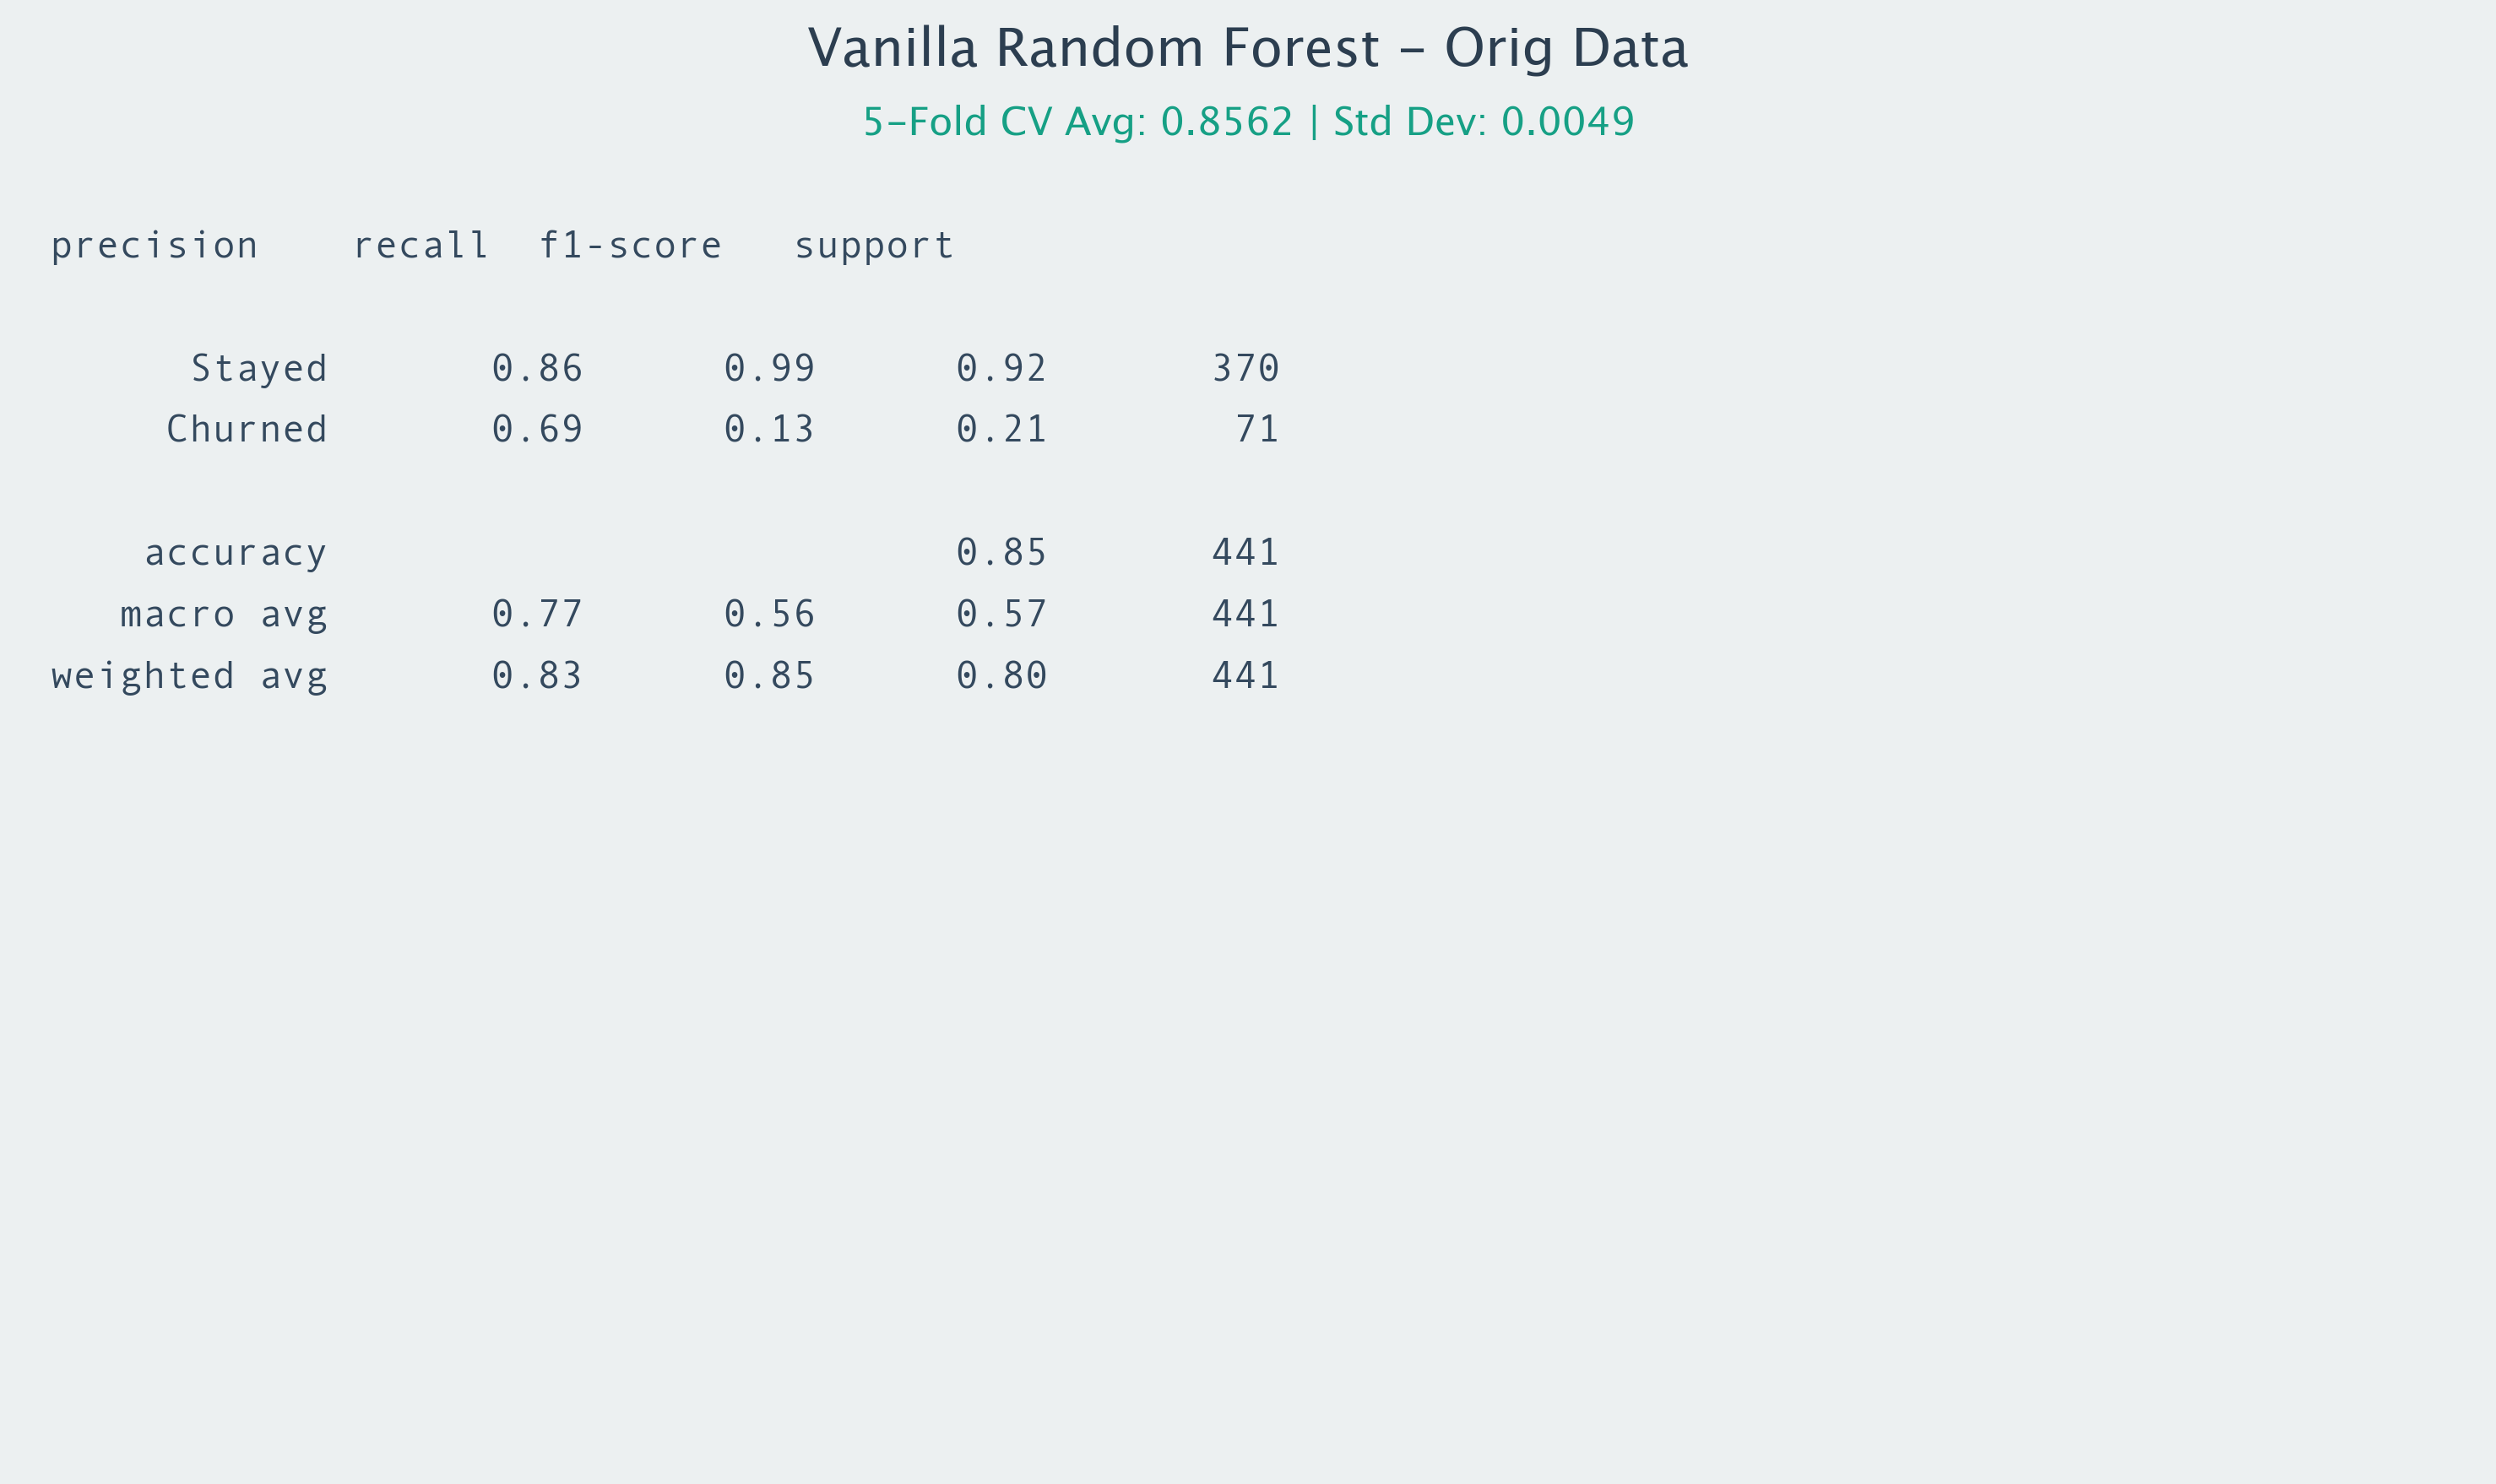 Vanilla Random Forest – Orig Data
5-Fold CV Avg: 0.8562 | Std Dev: 0.0049
precision    recall  f1-score   support
Stayed       0.86      0.99      0.92       370
Churned       0.69      0.13      0.21        71
accuracy                           0.85       441
macro avg       0.77      0.56      0.57       441
weighted avg       0.83      0.85      0.80       441